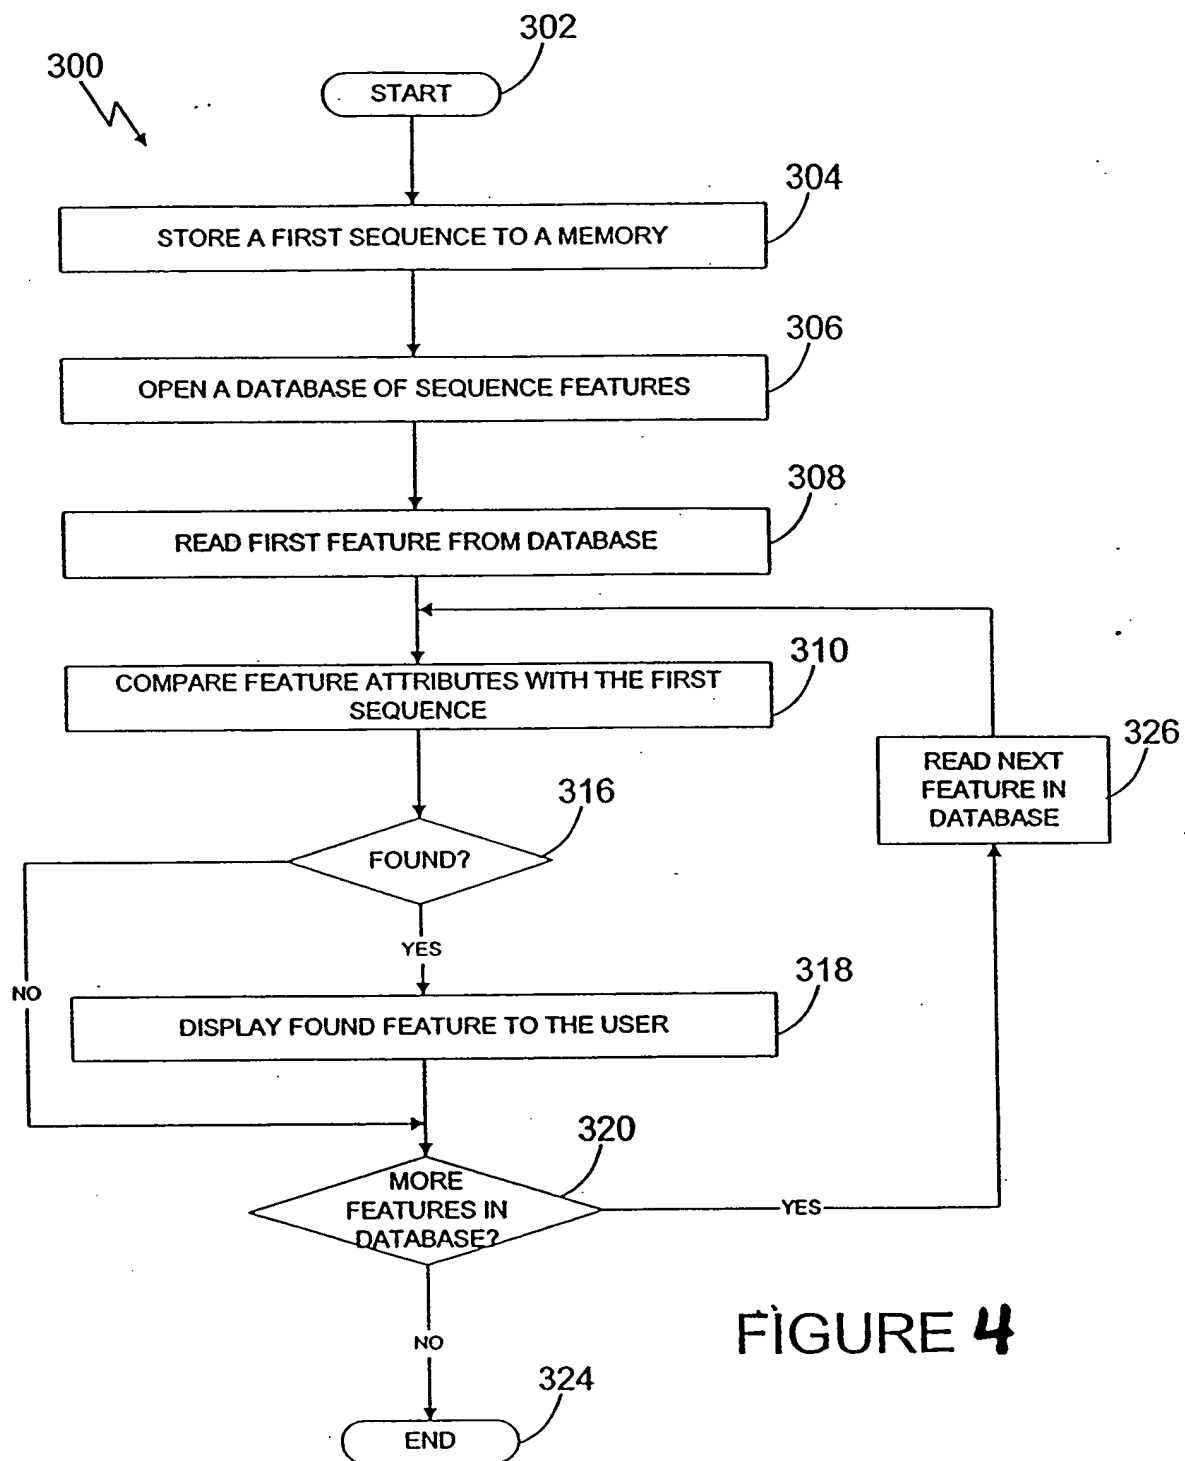 302
300
START
304
STORE A FIRST SEQUENCE TO A MEMORY
306
OPEN A DATABASE OF SEQUENCE FEATURES
308
READ FIRST FEATURE FROM DATABASE
310
COMPARE FEATURE ATTRIBUTES WITH THE FIRST
SEQUENCE
326
READ NEXT
FEATURE IN
DATABASE
316
FOUND?
YES
NO
318
DISPLAY FOUND FEATURE TO THE USER
320
MORE
FEATURES IN
DATABASE?
YES
NO
FIGURE 4
324
END